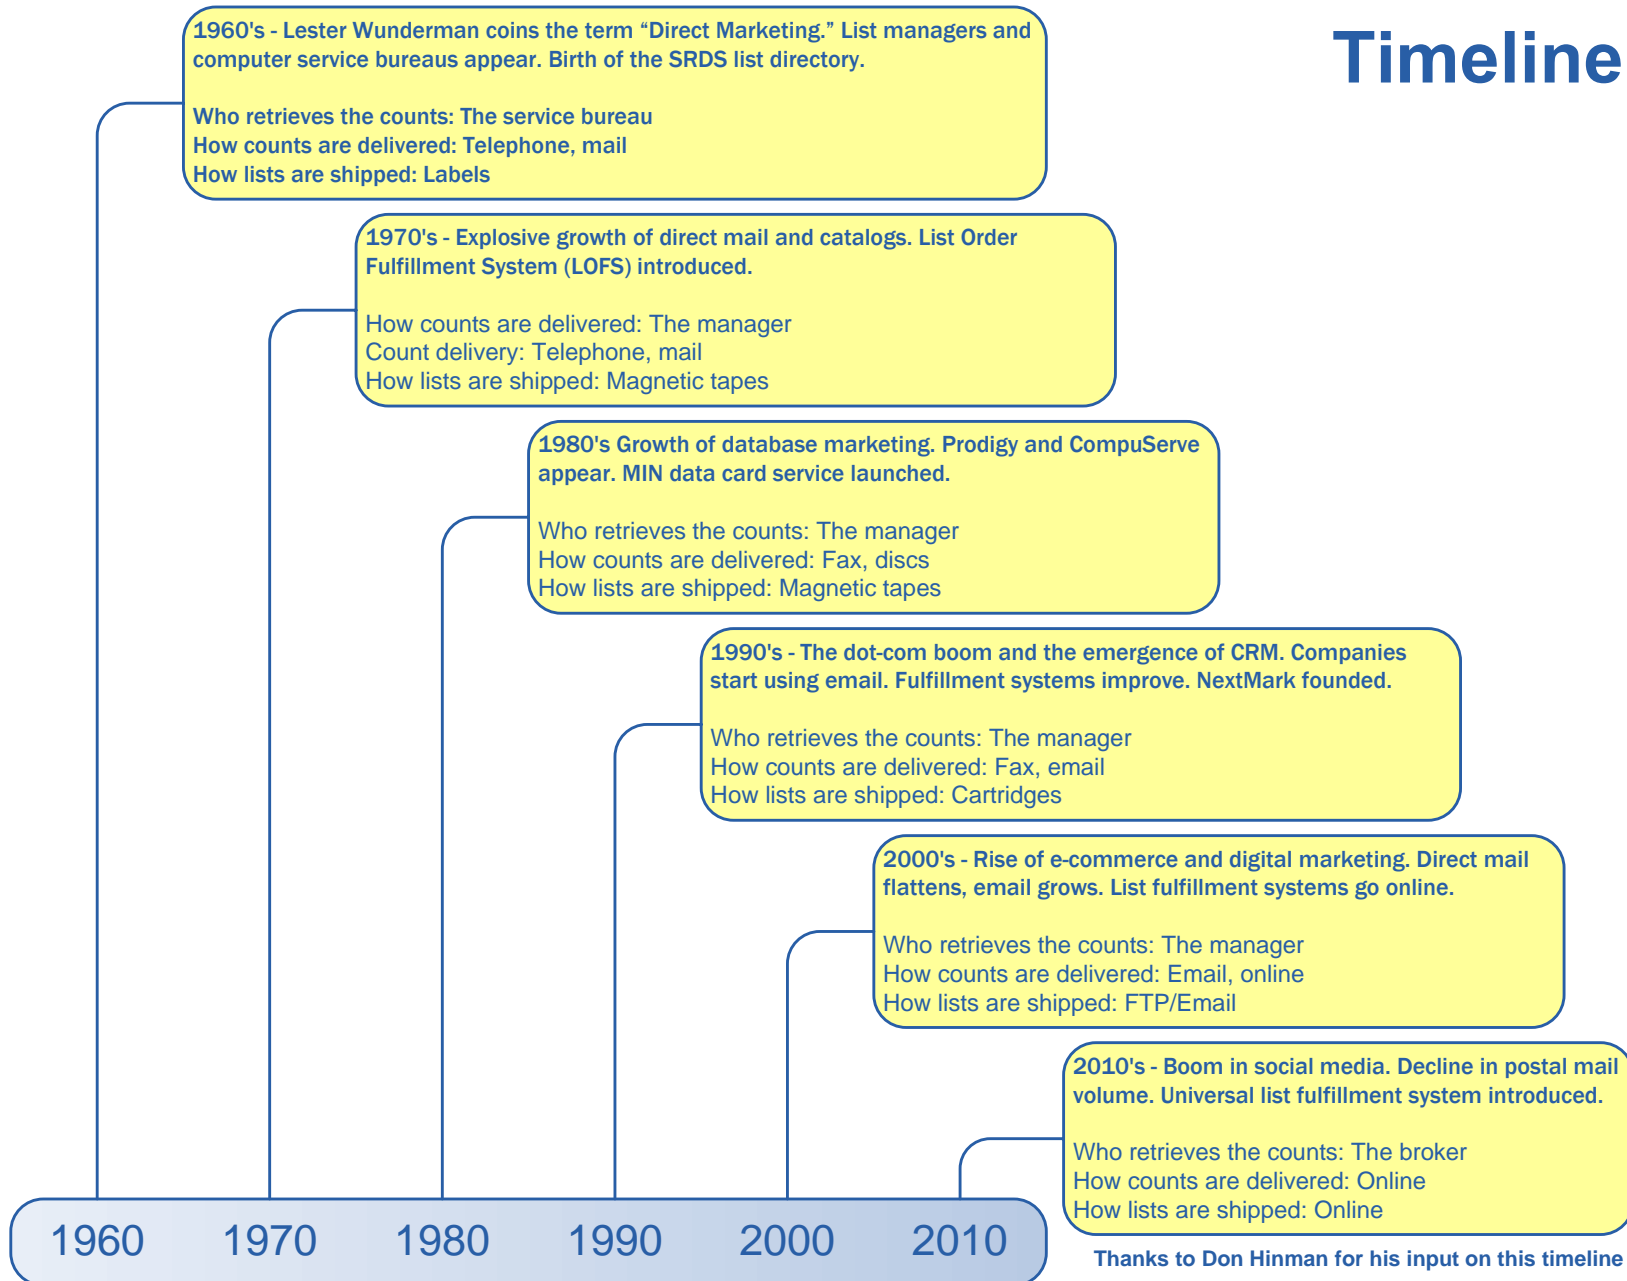 Timeline
1960's - Lester Wunderman coins the term “Direct Marketing.” List managers and
computer service bureaus appear. Birth of the SRDS list directory.
Who retrieves the counts: The service bureau
How counts are delivered: Telephone, mail
How lists are shipped: Labels
1970's - Explosive growth of direct mail and catalogs. List Order
Fulfillment System (LOFS) introduced.
How counts are delivered: The manager
Count delivery: Telephone, mail
How lists are shipped: Magnetic tapes
1980's Growth of database marketing. Prodigy and CompuServe
appear. MIN data card service launched.
Who retrieves the counts: The manager
How counts are delivered: Fax, discs
How lists are shipped: Magnetic tapes
1990's - The dot-com boom and the emergence of CRM. Companies
start using email. Fulfillment systems improve. NextMark founded.
Who retrieves the counts: The manager
How counts are delivered: Fax, email
How lists are shipped: Cartridges
2000's - Rise of e-commerce and digital marketing. Direct mail
flattens, email grows. List fulfillment systems go online.
Who retrieves the counts: The manager
How counts are delivered: Email, online
How lists are shipped: FTP/Email
2010's - Boom in social media. Decline in postal mail
volume. Universal list fulfillment system introduced.
Who retrieves the counts: The broker
How counts are delivered: Online
How lists are shipped: Online
1960 1970 1980 1990 2000 2010
Thanks to Don Hinman for his input on this timeline